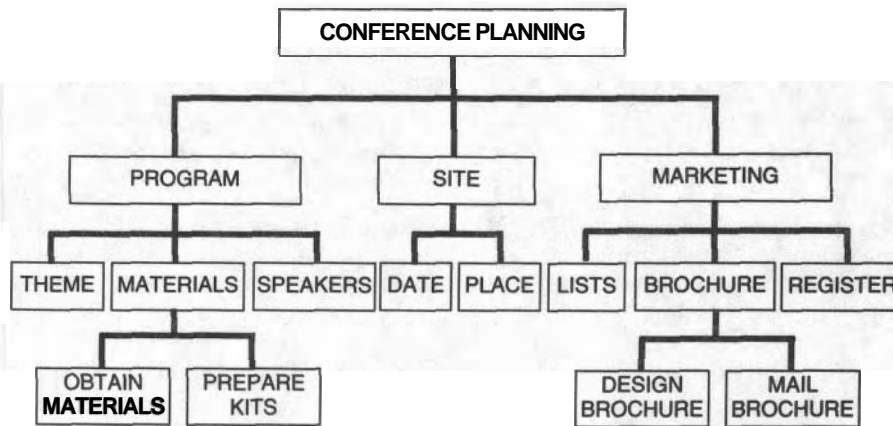 CONFERENCE PLANNING
PROGRAM
SITE
MARKETING
THEME
MATERIALS
SPEAKERS
DATE
PLACE
LISTS
BROCHURE
REGISTER
OBTAIN
MATERIALS
PREPARE
KITS
DESIGN
BROCHURE
MAIL
BROCHURE